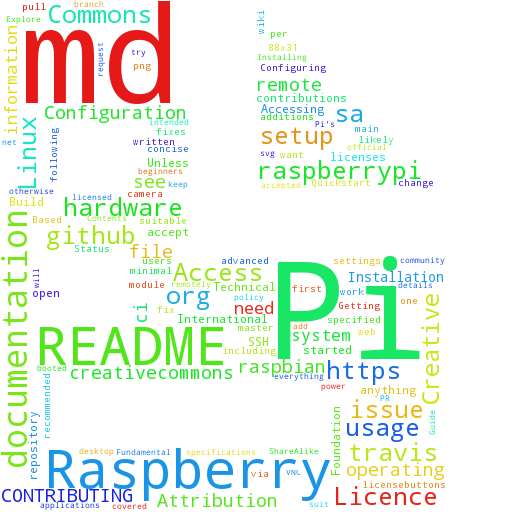 pull
branch
Explore
Commons
request
try
per
wiki
md
png
88x31
Installing
Configuring
information
remote
contributions
Configuration
Accessing
additions
sa
intended
fixes
Pi's
main
written
setup
likely
Linux
net
following
Unless
concise
official
svg
want
licenses
raspberrypi
see
beginners
otherwise
licensed
keep
camera
accepted
Quickstart
change
Build
hardware
suitable
Based
Contents
accept
github
Status
file
users
advanced
settings
community
documentation
will
minimal
Access
Pi
Installation
remotely
module
Technical
first
work
details
open
org
policy
need
Getting
one
ci
fix
International
add
specified
master
system
web
README
SSH
started
including
Creative
booted
creativecommons
raspbian
https
everything
anything
power
PR
recommended
issue
usage
Foundation
Guide
repository
travis
desktop
Fundamental
specifications
ShareAlike
Raspberry
via
VNL
operating
CONTRIBUTING
licensebuttons
Attribution
Licence
applications
covered
suit